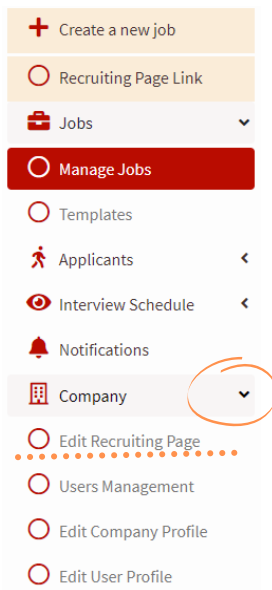 Create a new job
Recruiting Page Link
Jobs
Manage Jobs
Templates
Applicants
Interview Schedule
Notifications
Company
Edit Recruiting Page
Users Management
Edit Company Profile
Edit User Profile